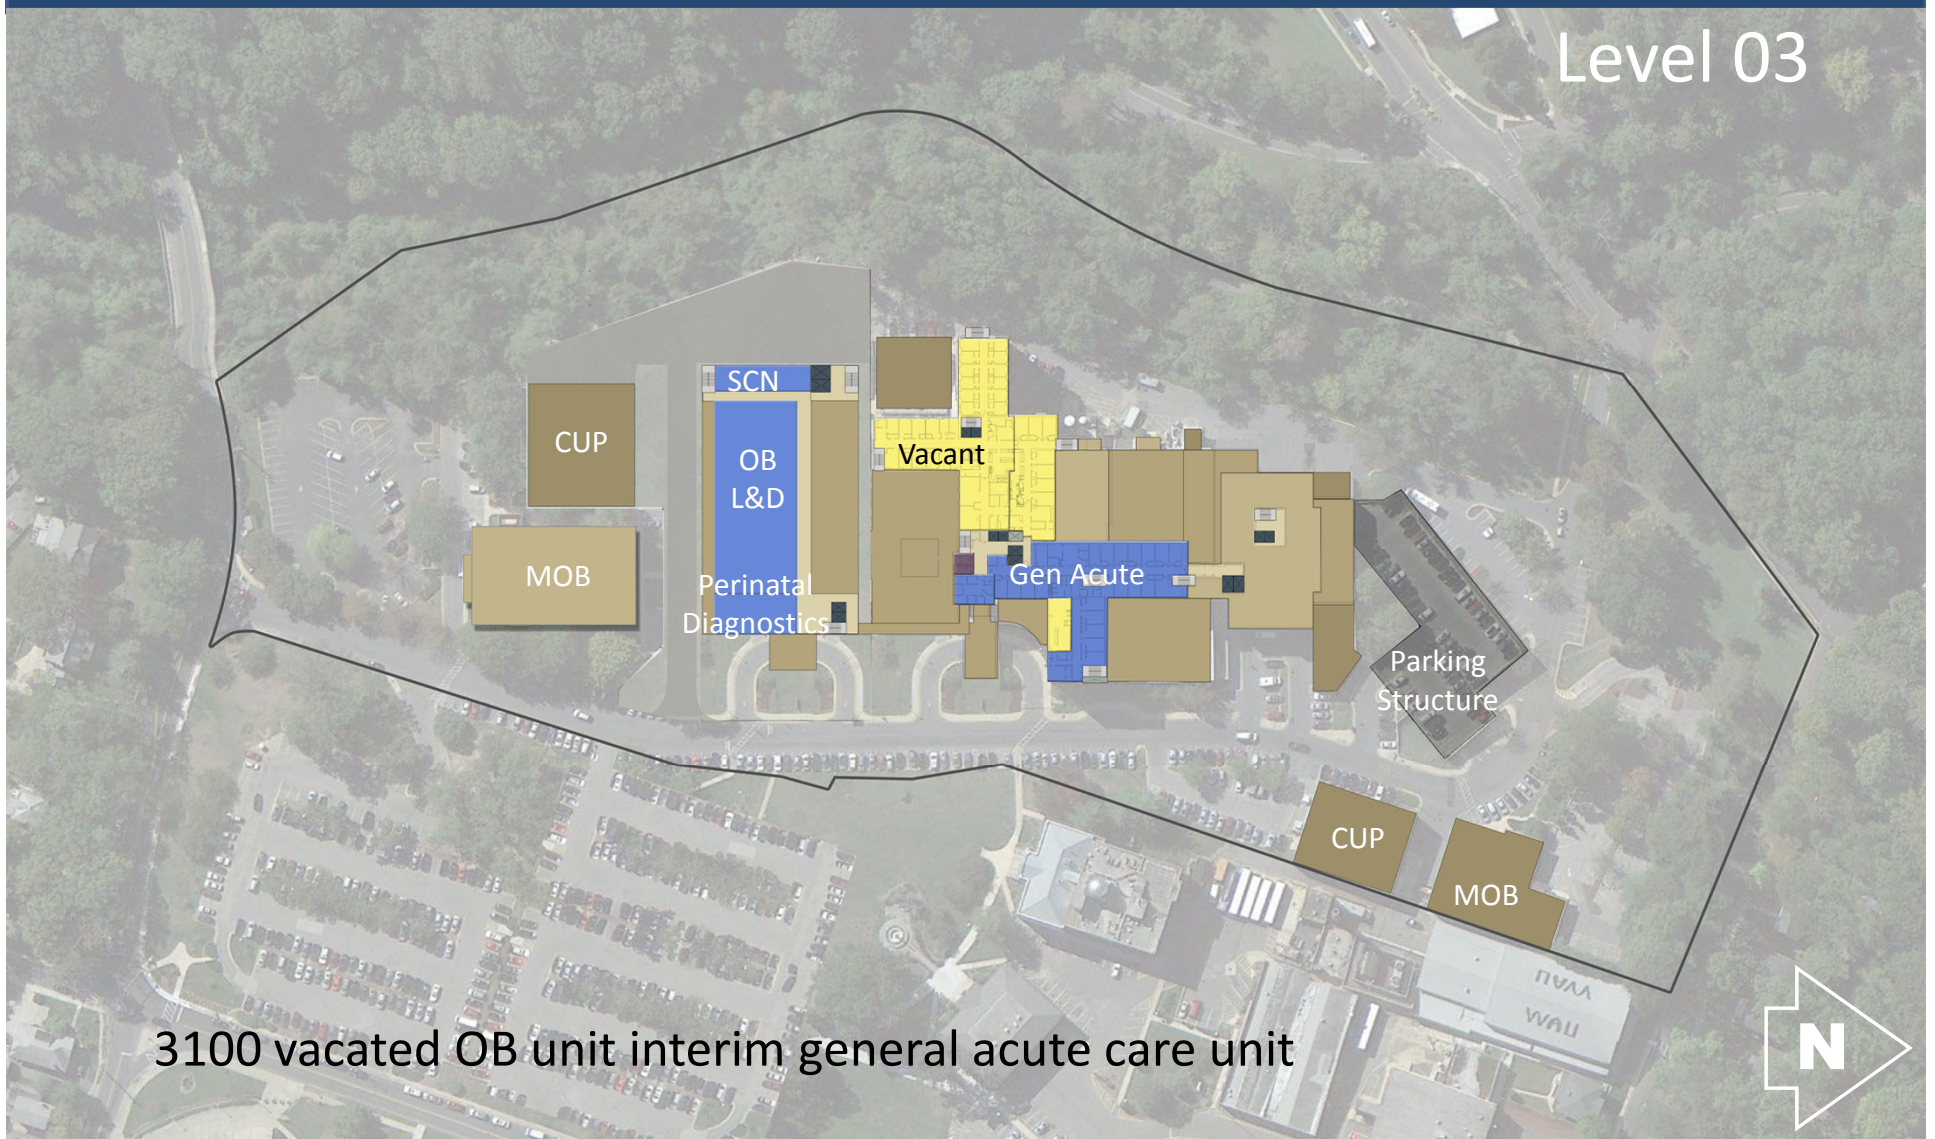 Level 03
SCN
CUP
OB
L&D
Vacant
MOB
Perinatal
Diagnostics
Gen Acute
Parking
Structure
CUP
MOB
3100 vacated OB unit interim general acute care unit
N